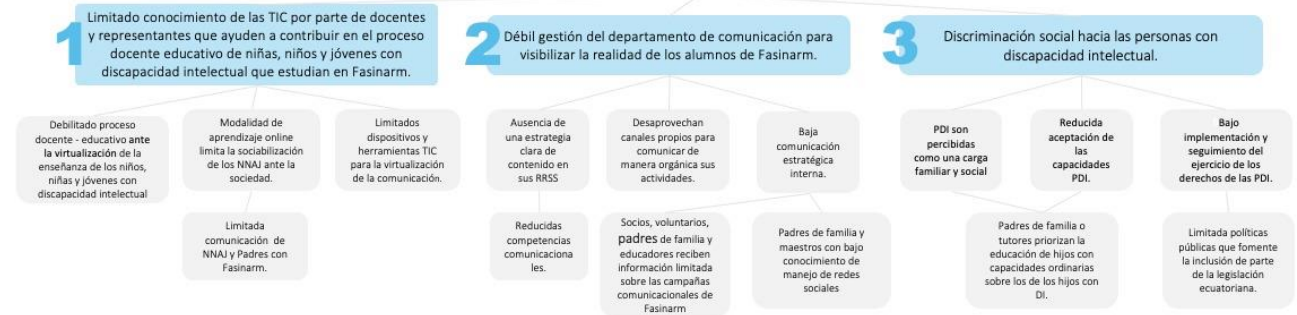 1
Limitado conocimiento de las TIC por parte de docentes
y representantes que ayuden a contribuir en el proceso
docente educativo de niñas, niños y jóvenes con
discapacidad intelectual que estudian en Fasinarm.
2
Débil gestión del departamento de comunicación para
visibilizar la realidad de los alumnos de Fasinarm.
3
Discriminación social hacia las personas con
discapacidad intelectual.
Debilitado proceso
docente - educativo ante
la virtualización de la
enseñanza de los niños,
niñas y jóvenes con
discapacidad intelectual
Modalidad de
aprendizaje online
limita la sociabilización
de los NNAJ ante la
sociedad.
Limitados
dispositivos y
herramientas TIC
para la virtualización
de la comunicación.
Ausencia de
una estrategia
clara de
contenido en
sus RRSS
Desaprovechan
canales propios para
comunicar de
manera orgánica sus
actividades.
Baja
comunicación
estratégica
interna.
PDI son
percibidas
como una carga
familiar y social
Reducida
aceptación de
las
capacidades
PDI.
Bajo
implementación y
seguimiento del
ejercicio de los
derechos de las PDI.
Limitada
comunicación de
NNAJ y Padres con
Fasinarm.
Reducidas
competencias
comunicaciona
les.
Socios, voluntarios,
padres de familia y
educadores reciben
información limitada
sobre las campañas
comunicacionales de
Fasinarm
Padres de familia y
maestros con bajo
conocimiento de
manejo de redes
sociales
Padres de familia o
tutores priorizan la
educación de hijos con
capacidades ordinarias
sobre los de los hijos con
DI.
Limitada políticas
públicas que fomente
la inclusión de parte
de la legislación
ecuatoriana.